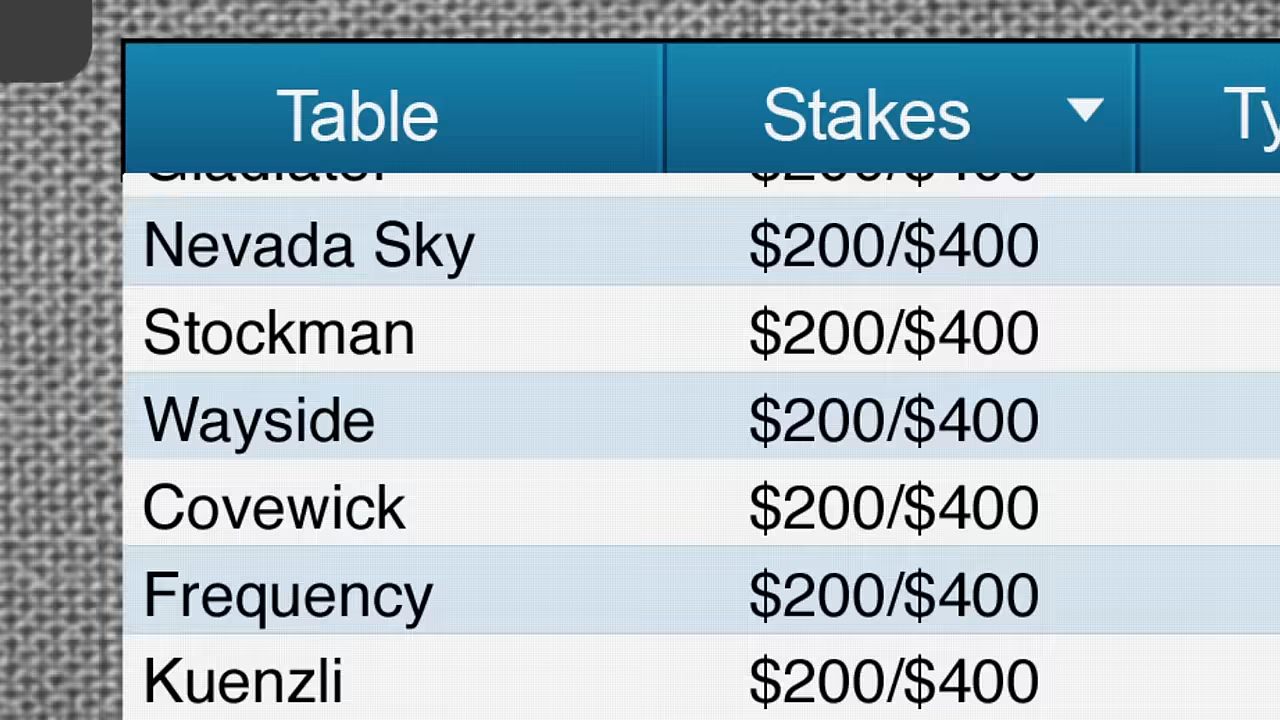 Table Stakes
Nevada Sky $200/$400
Stockman $200/$400
Wayside $200/$400
Covewick $200/$400
Frequency $200/$400
Kuenzli $200/$400